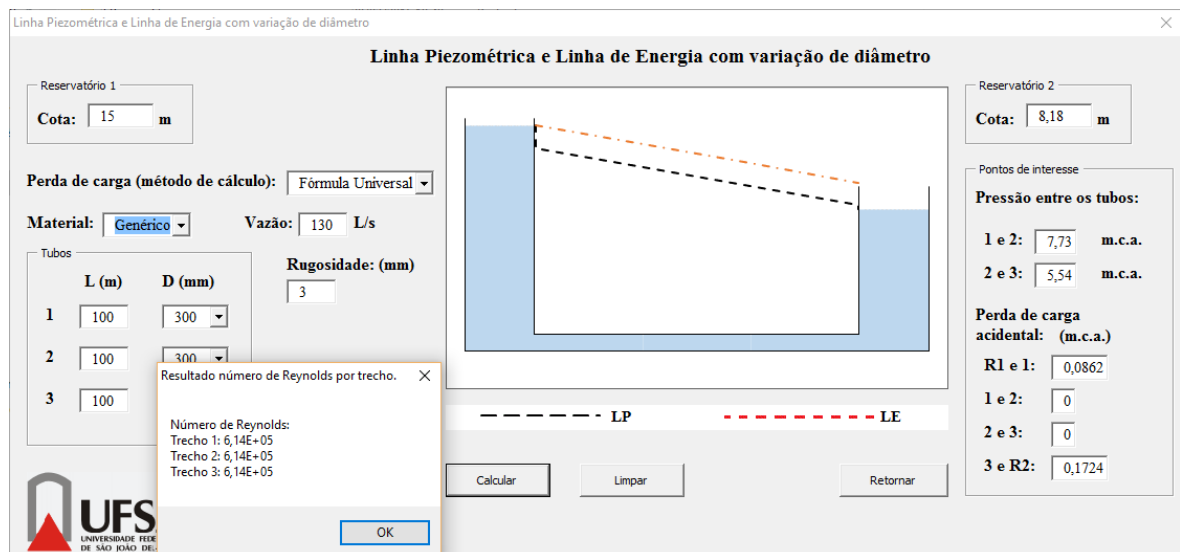 Linha Piezométrica e Linha de Energia com variação de diâmetro
Linha Piezométrica e Linha de Energia com variação de diâmetro
Reservatório 1
Cota: 15 m
Perda de carga (método de cálculo): Fórmula Universal
Material: Genérico Vazão: 130 L/s
Tubos
L (m) D (mm)
1 100 300
2 100 300
3 100
Rugosidade: (mm)
3
Resultado número de Reynolds por trecho.
Número de Reynolds:
Trecho 1: 6,14E+05
Trecho 2: 6,14E+05
Trecho 3: 6,14E+05
OK
LP LE
Calcular Limpar Retornar
Reservatório 2
Cota: 8,18 m
Pontos de interesse
Pressão entre os tubos:
1 e 2: 7,73 m.c.a.
2 e 3: 5,54 m.c.a.
Perda de carga
acidental: (m.c.a.)
R1 e 1: 0,0862
1 e 2: 0
2 e 3: 0
3 e R2: 0,1724
UFS
UNIVERSIDADE FEDE
DE SÃO JOÃO DE